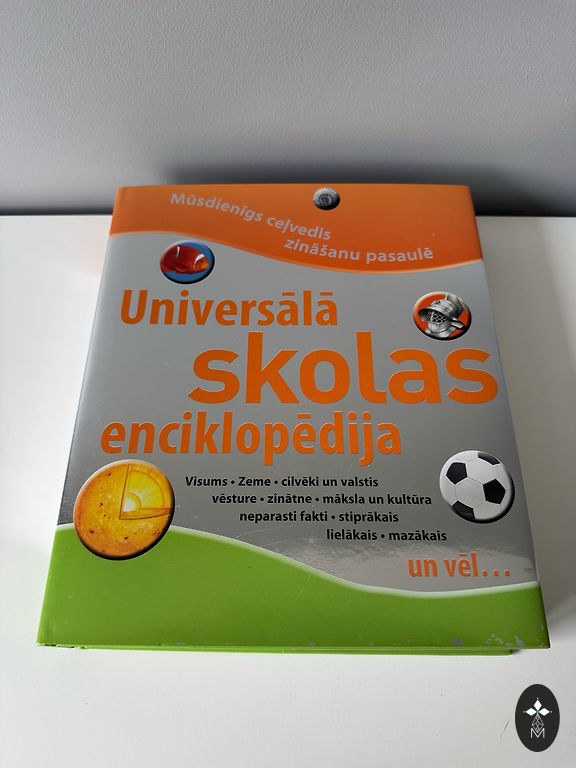 Mūsdienīgs ceļvedis
zināšanu pasaulē
Universālā
skolas
enciklopēdija
Visums • Zeme • cilvēki un valstis
vēsture • zinātne • māksla un kultūra
neparasti fakti • stiprākais
lielākais • mazākais
un vēl...
M